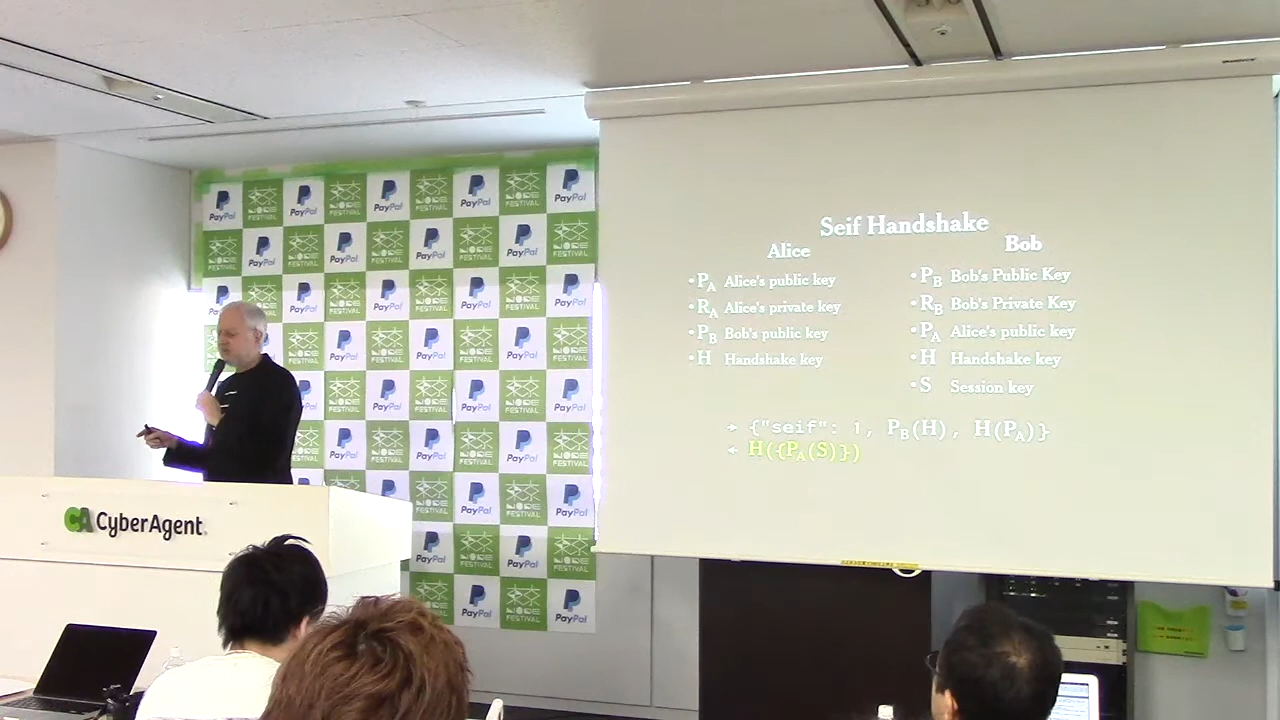 Seif Handshake
Alice
Bob
• PA Alice's public key
• RA Alice's private key
• PB Bob's public key
• H Handshake key
• PB Bob's Public Key
• RB Bob's Private Key
• PA Alice's public key
• H Handshake key
• S Session key
{"seif": 1, PB(H), H(PA)}
H({PA(S)})
PayPal
NODE FESTIVAL
CA CyberAgent